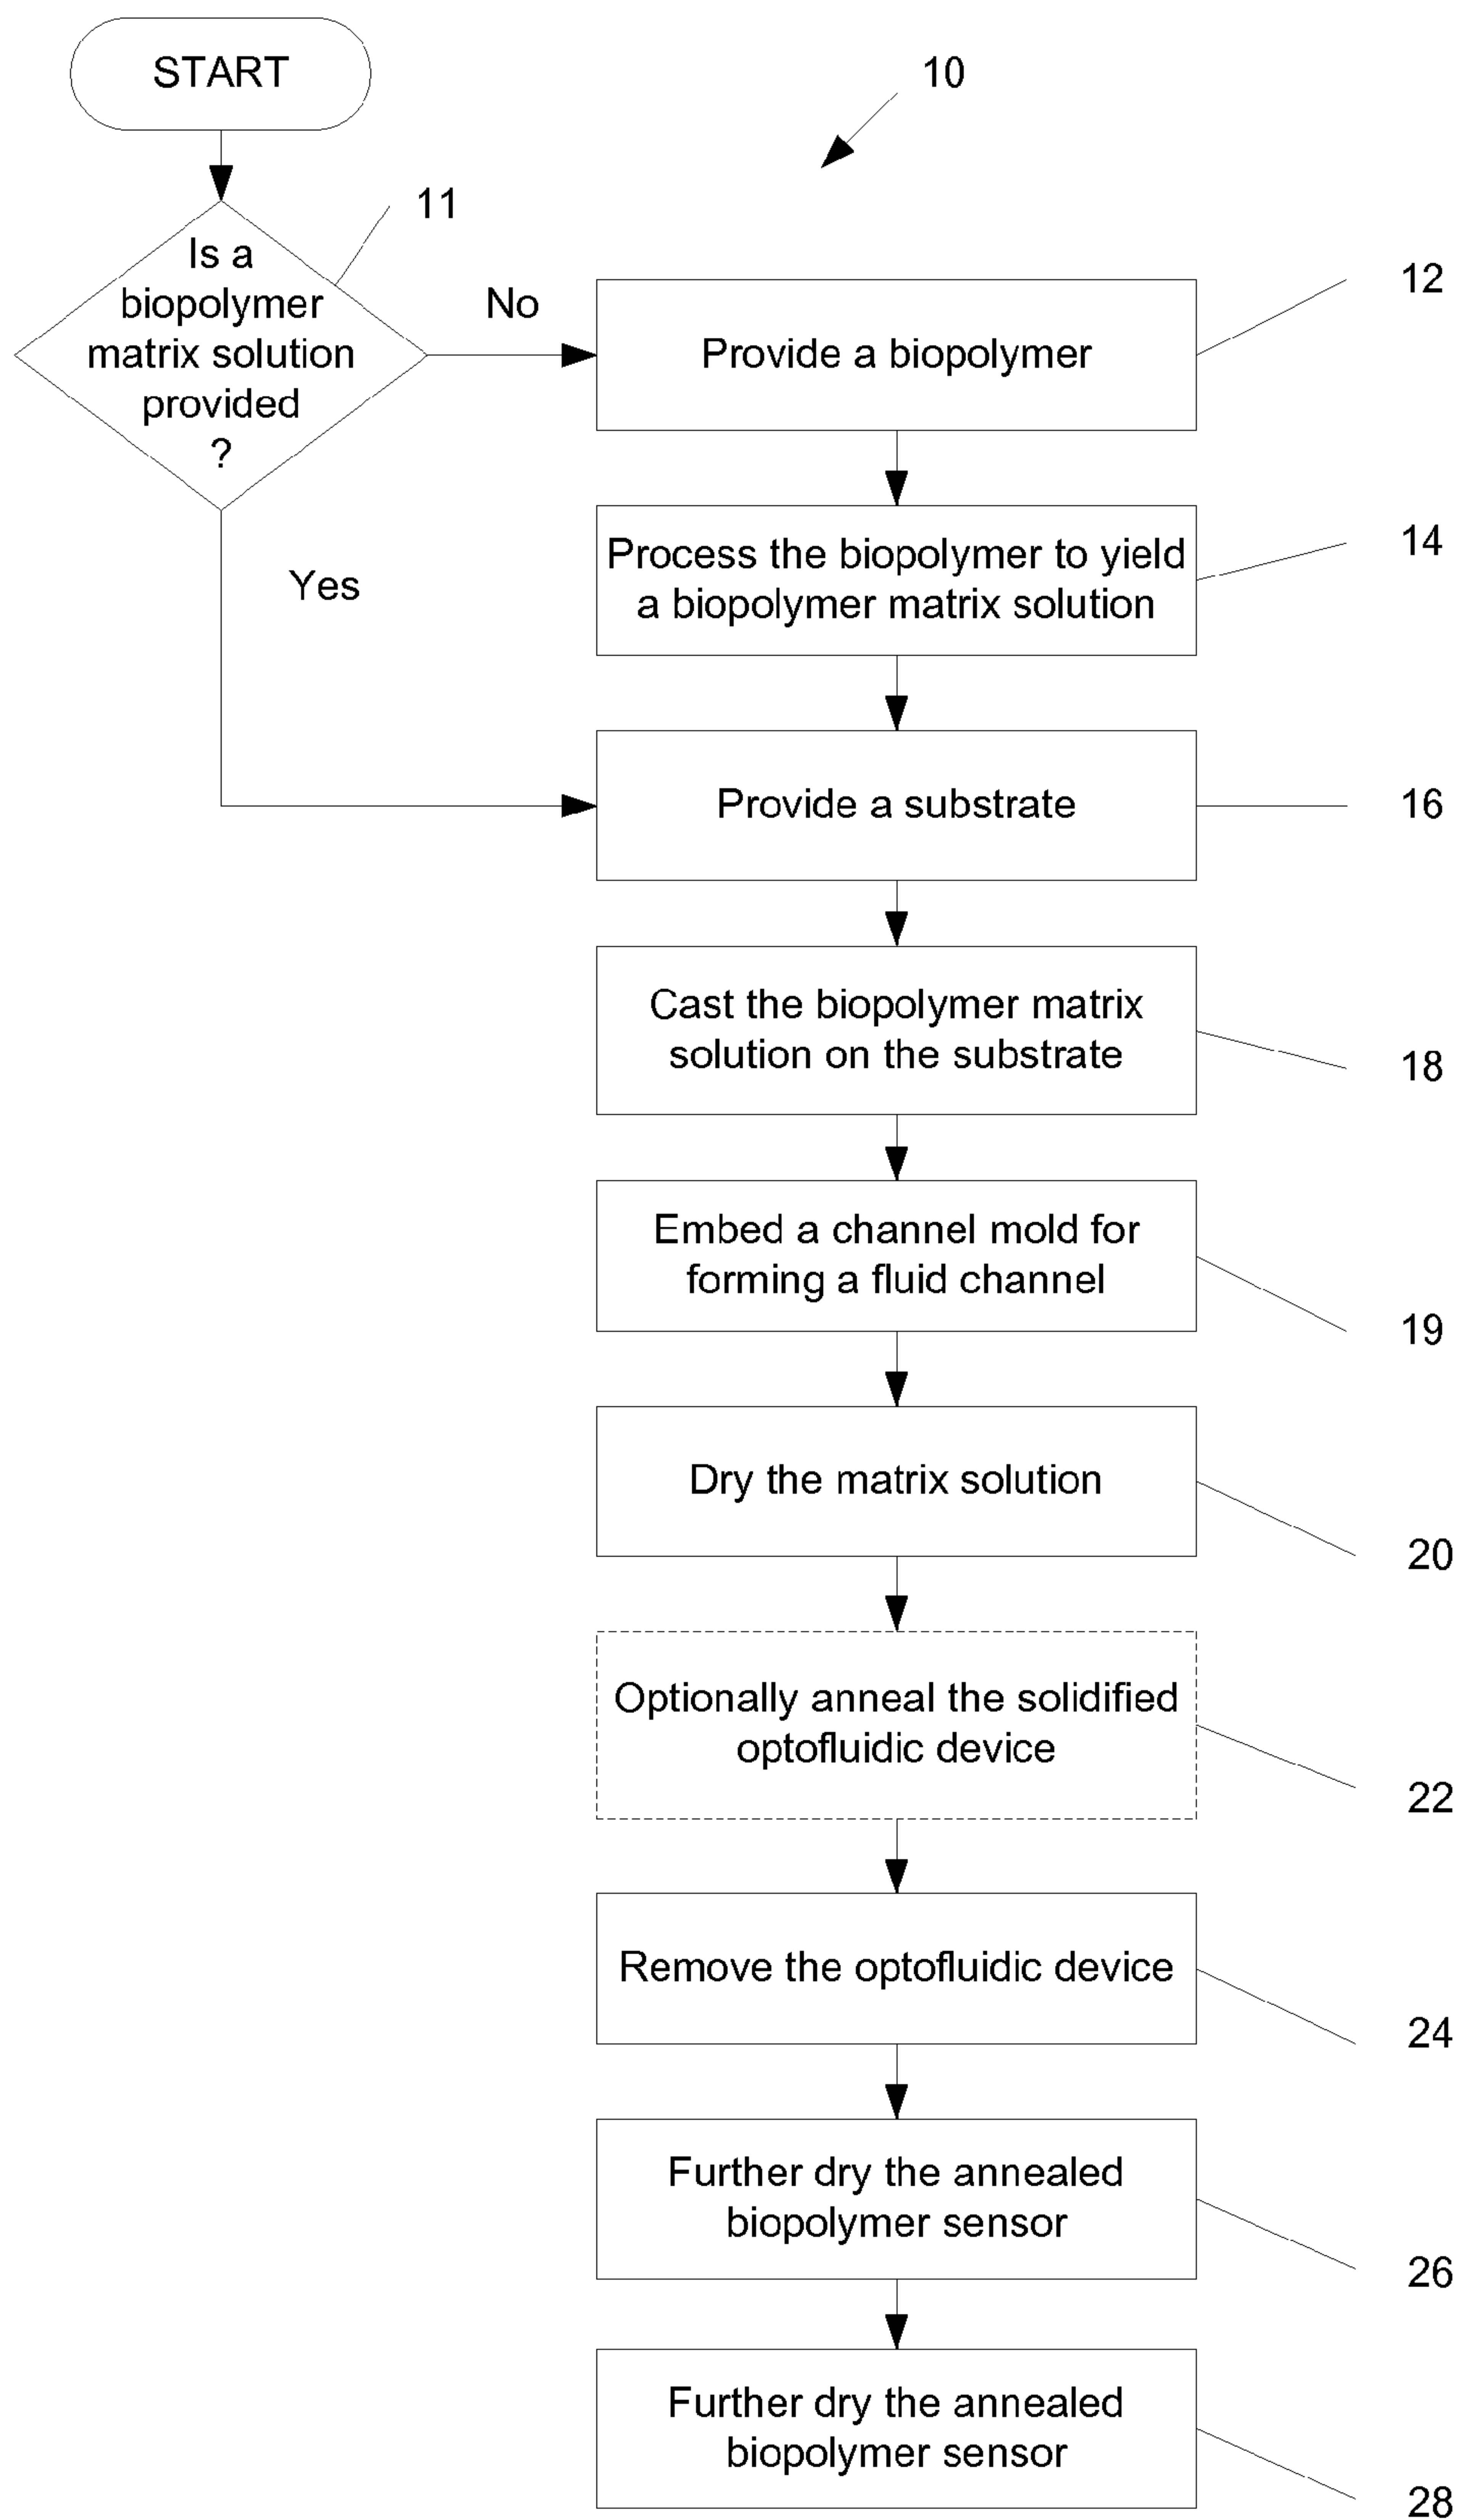 START
10
11
Is a
biopolymer
matrix solution
provided
?
No
Yes
Provide a biopolymer
12
Process the biopolymer to yield
a biopolymer matrix solution
14
Provide a substrate
16
Cast the biopolymer matrix
solution on the substrate
18
Embed a channel mold for
forming a fluid channel
19
Dry the matrix solution
20
Optionally anneal the solidified
optofluidic device
22
Remove the optofluidic device
24
Further dry the annealed
biopolymer sensor
26
Further dry the annealed
biopolymer sensor
28